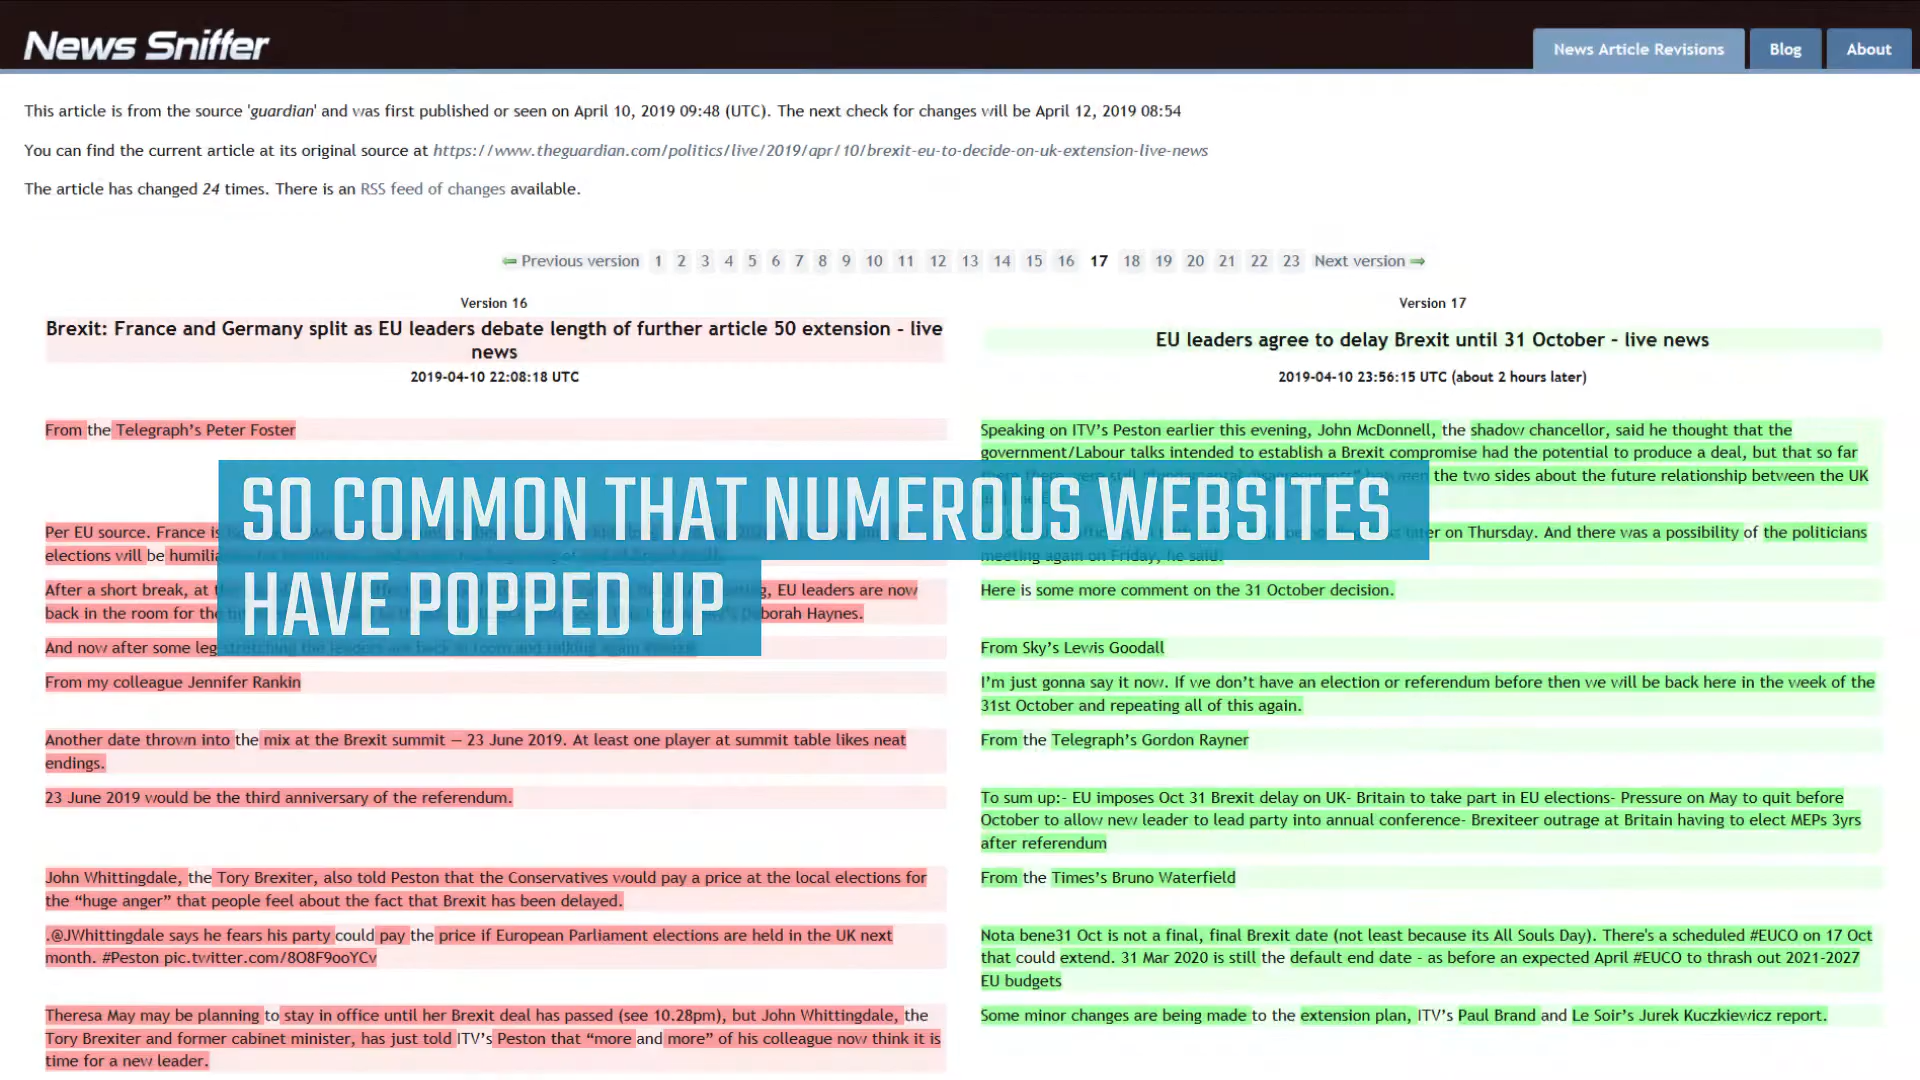 News Sniffer
News Article Revisions
Blog
About
This article is from the source 'guardian' and was first published or seen on April 10, 2019 09:48 (UTC). The next check for changes will be April 12, 2019 08:54
You can find the current article at its original source at https://www.theguardian.com/politics/live/2019/apr/10/brexit-eu-to-decide-on-uk-extension-live-news
The article has changed 24 times. There is an RSS feed of changes available.
Previous version 1 2 3 4 5 6 7 8 9 10 11 12 13 14 15 16 17 18 19 20 21 22 23 Next version
Version 16
Brexit: France and Germany split as EU leaders debate length of further article 50 extension - live
news
2019-04-10 22:08:18 UTC
From the Telegraph's Peter Foster
Per EU source. France is
elections will be
After a short break, at EU leaders are now
back in the room for the Deborah Haynes.
And now after some leg stretching the leaders are back in room and talking again
From my colleague Jennifer Rankin
Another date thrown into the mix at the Brexit summit — 23 June 2019. At least one player at summit table likes neat
endings.
23 June 2019 would be the third anniversary of the referendum.
John Whittingdale, the Tory Brexiter, also told Peston that the Conservatives would pay a price at the local elections for
the “huge anger” that people feel about the fact that Brexit has been delayed.
.@JWhittingdale says he fears his party could pay the price if European Parliament elections are held in the UK next
month. #Peston pic.twitter.com/8O8F9ooYCv
Theresa May may be planning to stay in office until her Brexit deal has passed (see 10.28pm), but John Whittingdale, the
Tory Brexiter and former cabinet minister, has just told ITV's Peston that “more and more” of his colleague now think it is
time for a new leader.
Version 17
EU leaders agree to delay Brexit until 31 October - live news
2019-04-10 23:56:15 UTC (about 2 hours later)
Speaking on ITV's Peston earlier this evening, John McDonnell, the shadow chancellor, said he thought that the
government/Labour talks intended to establish a Brexit compromise had the potential to produce a deal, but that so far
there were still “fundamental disagreements” between the two sides about the future relationship between the UK
on Thursday. And there was a possibility of the politicians
meeting again on Friday, he said.
Here is some more comment on the 31 October decision.
From Sky's Lewis Goodall
I'm just gonna say it now. If we don't have an election or referendum before then we will be back here in the week of the
31st October and repeating all of this again.
From the Telegraph's Gordon Rayner
To sum up:- EU imposes Oct 31 Brexit delay on UK- Britain to take part in EU elections- Pressure on May to quit before
October to allow new leader to lead party into annual conference- Brexiteer outrage at Britain having to elect MEPs 3yrs
after referendum
From the Times's Bruno Waterfield
Nota bene31 Oct is not a final, final Brexit date (not least because its All Souls Day). There's a scheduled #EUCO on 17 Oct
that could extend. 31 Mar 2020 is still the default end date - as before an expected April #EUCO to thrash out 2021-2027
EU budgets
Some minor changes are being made to the extension plan, ITV's Paul Brand and Le Soir's Jurek Kuczkiewicz report.
SO COMMON THAT NUMEROUS WEBSITES
HAVE POPPED UP